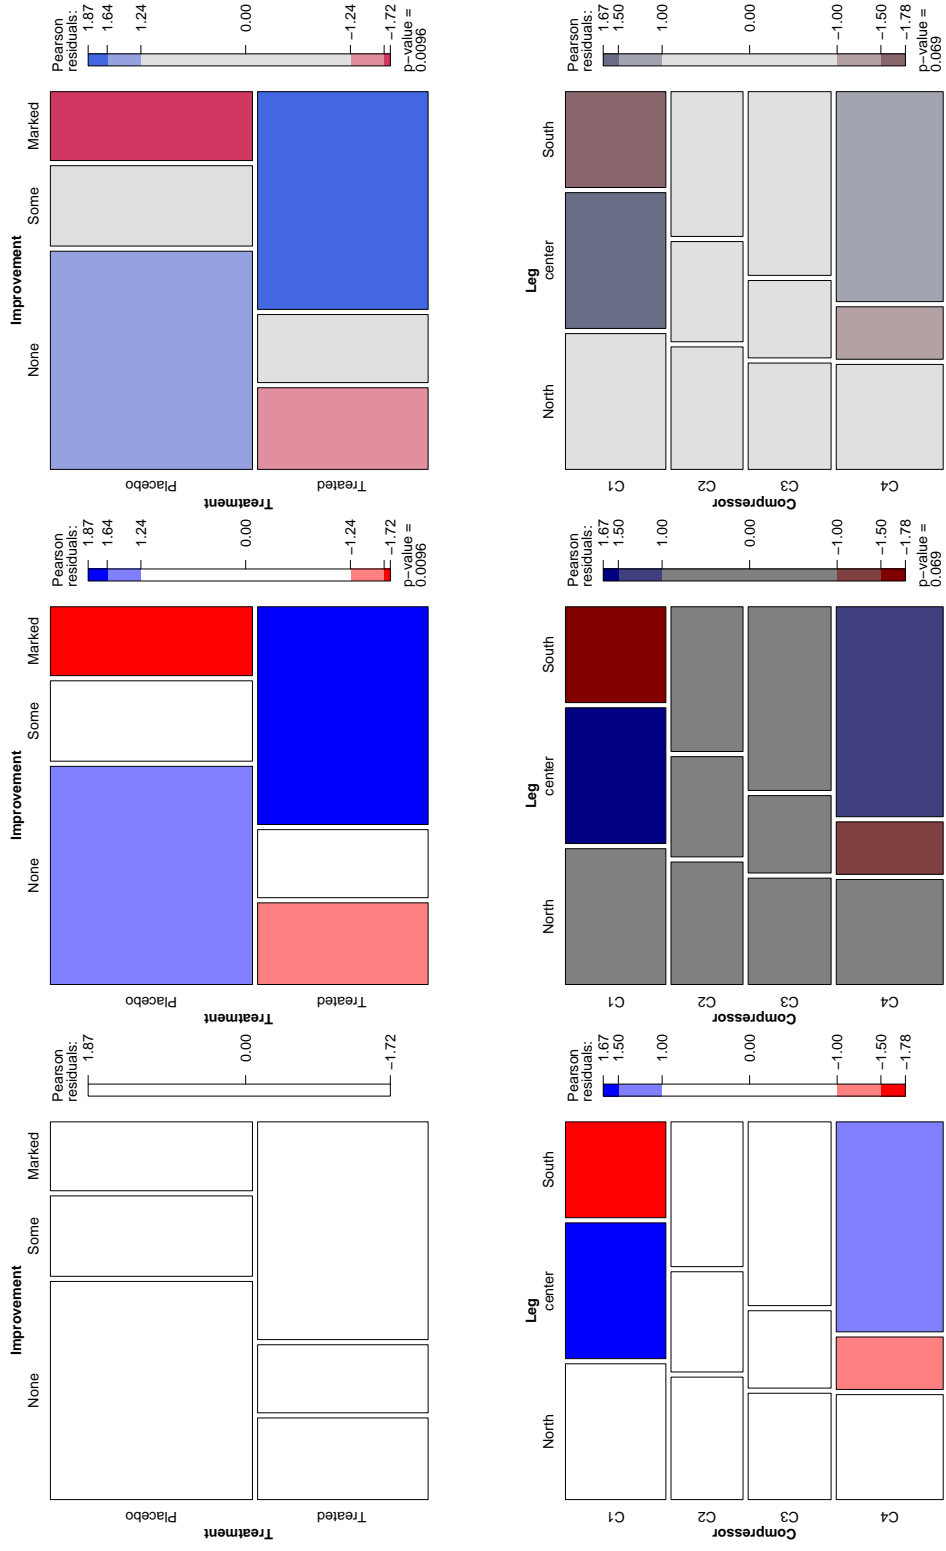 Improvement
None Some Marked
Treatment
Placebo
Treated
Pearson
residuals:
1.87
0.00
−1.72
Improvement
None Some Marked
Treatment
Placebo
Treated
Pearson
residuals:
1.87
1.64
1.24
0.00
−1.24
−1.72
p−value =
0.0096
Improvement
None Some Marked
Treatment
Placebo
Treated
Pearson
residuals:
1.87
1.64
1.24
0.00
−1.24
−1.72
p−value =
0.0096
Leg
North center South
Compressor
C1
C2
C3
C4
Pearson
residuals:
1.67
1.50
1.00
0.00
−1.00
−1.50
−1.78
Leg
North center South
Compressor
C1
C2
C3
C4
Pearson
residuals:
1.67
1.50
1.00
0.00
−1.00
−1.50
−1.78
p−value =
0.069
Leg
North center South
Compressor
C1
C2
C3
C4
Pearson
residuals:
1.67
1.50
1.00
0.00
−1.00
−1.50
−1.78
p−value =
0.069